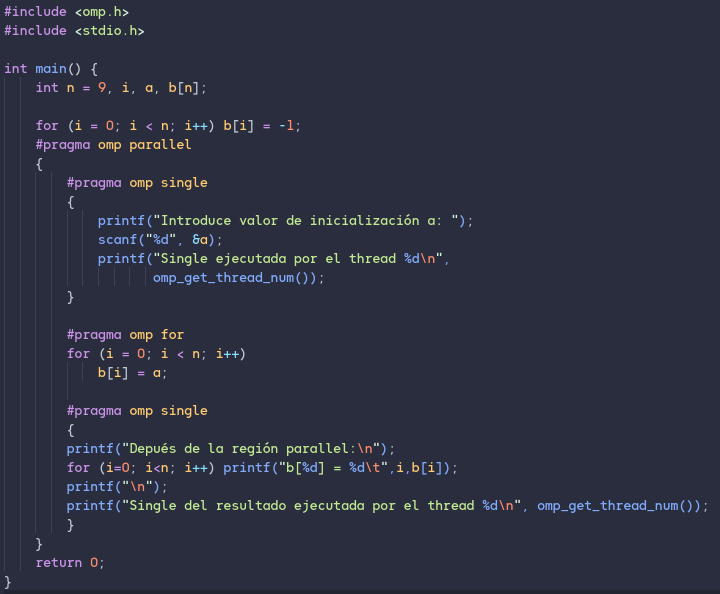 #include <omp.h>
#include <stdio.h>
int main() {
int n = 9, i, a, b[n];
for (i = 0; i < n; i++) b[i] = -1;
#pragma omp parallel
{
#pragma omp single
{
printf("Introduce valor de inicialización a: ");
scanf("%d", &a);
printf("Single ejecutada por el thread %d\n",
omp_get_thread_num());
}
#pragma omp for
for (i = 0; i < n; i++)
b[i] = a;
#pragma omp single
{
printf("Depués de la región parallel:\n");
for (i=0; i<n; i++) printf("b[%d] = %d\t",i,b[i]);
printf("\n");
printf("Single del resultado ejecutada por el thread %d\n", omp_get_thread_num());
}
}
return 0;
}